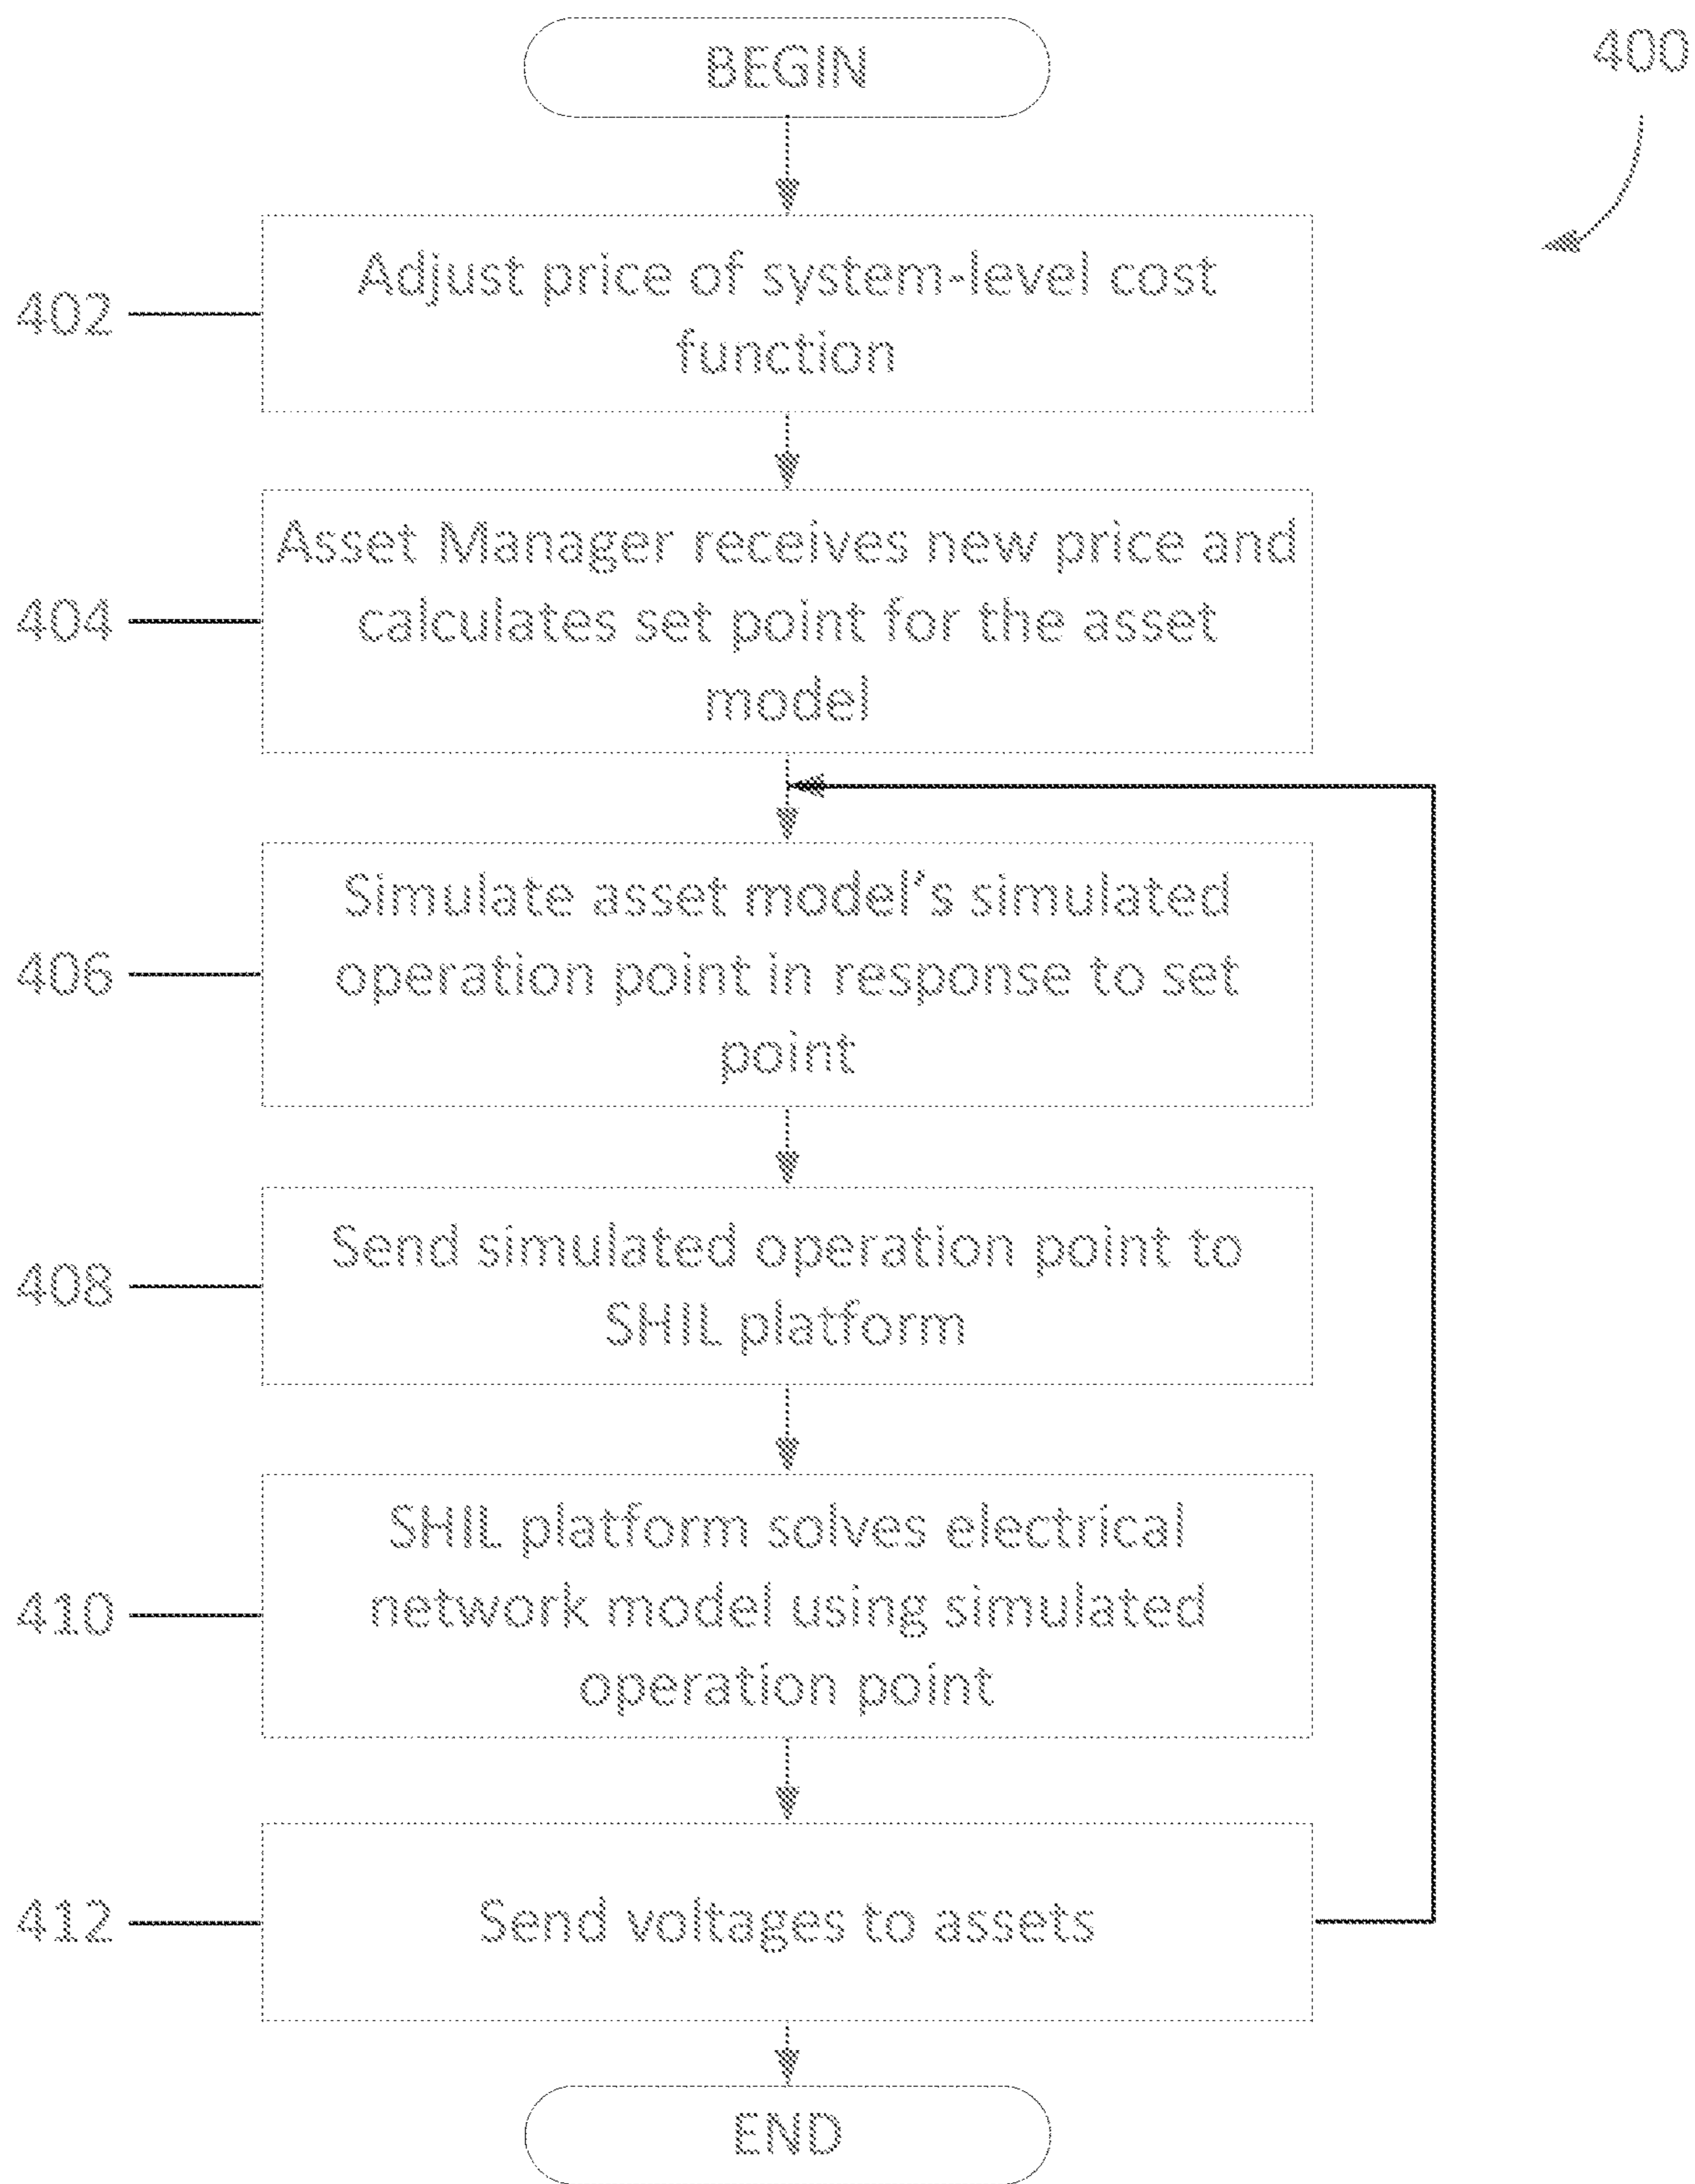 BEGIN
400
402
Adjust price of system-level cost
function
404
Asset Manager receives new price and
calculates set point for the asset
model
406
Simulate asset model's simulated
operation point in response to set
point
408
Send simulated operation point to
SHIL platform
410
SHIL platform solves electrical
network model using simulated
operation point
412
Send voltages to assets
END